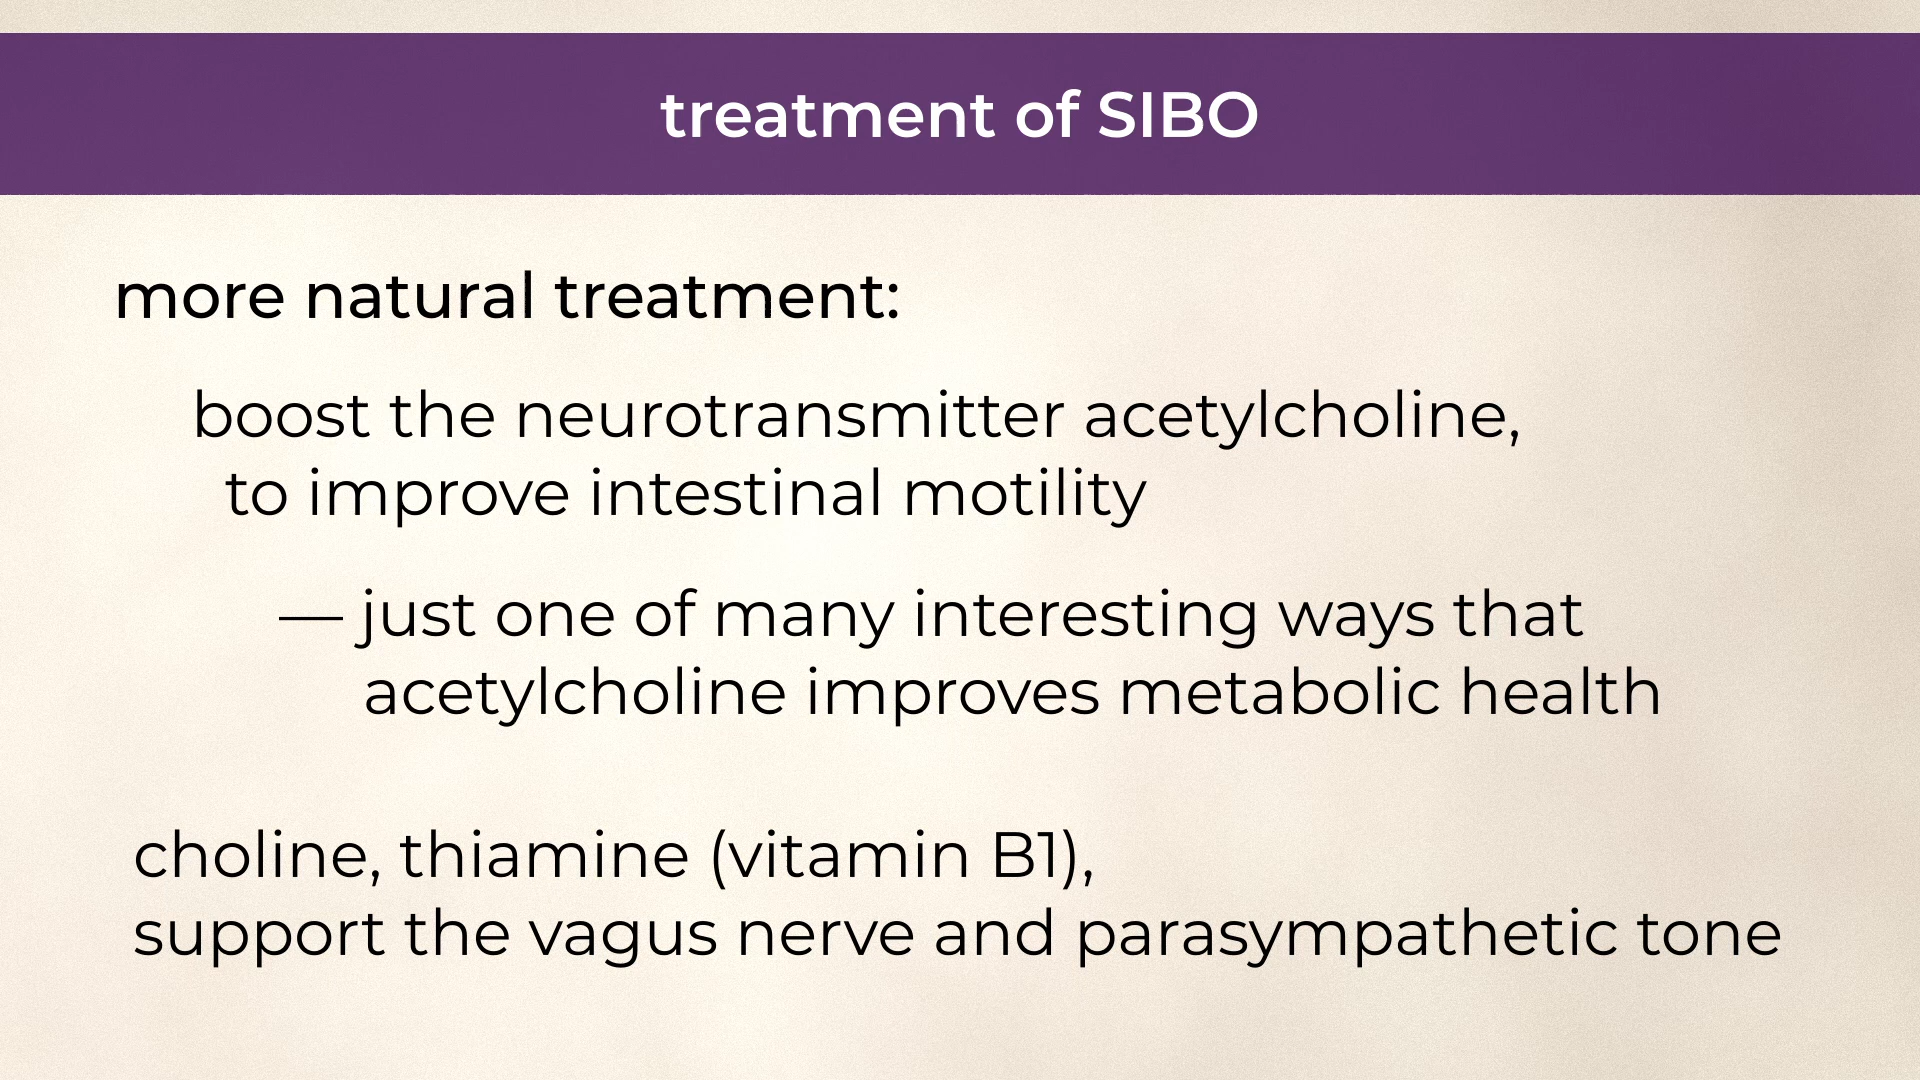 treatment of SIBO
more natural treatment:
boost the neurotransmitter acetylcholine,
to improve intestinal motility
— just one of many interesting ways that
acetylcholine improves metabolic health
choline, thiamine (vitamin B1),
support the vagus nerve and parasympathetic tone